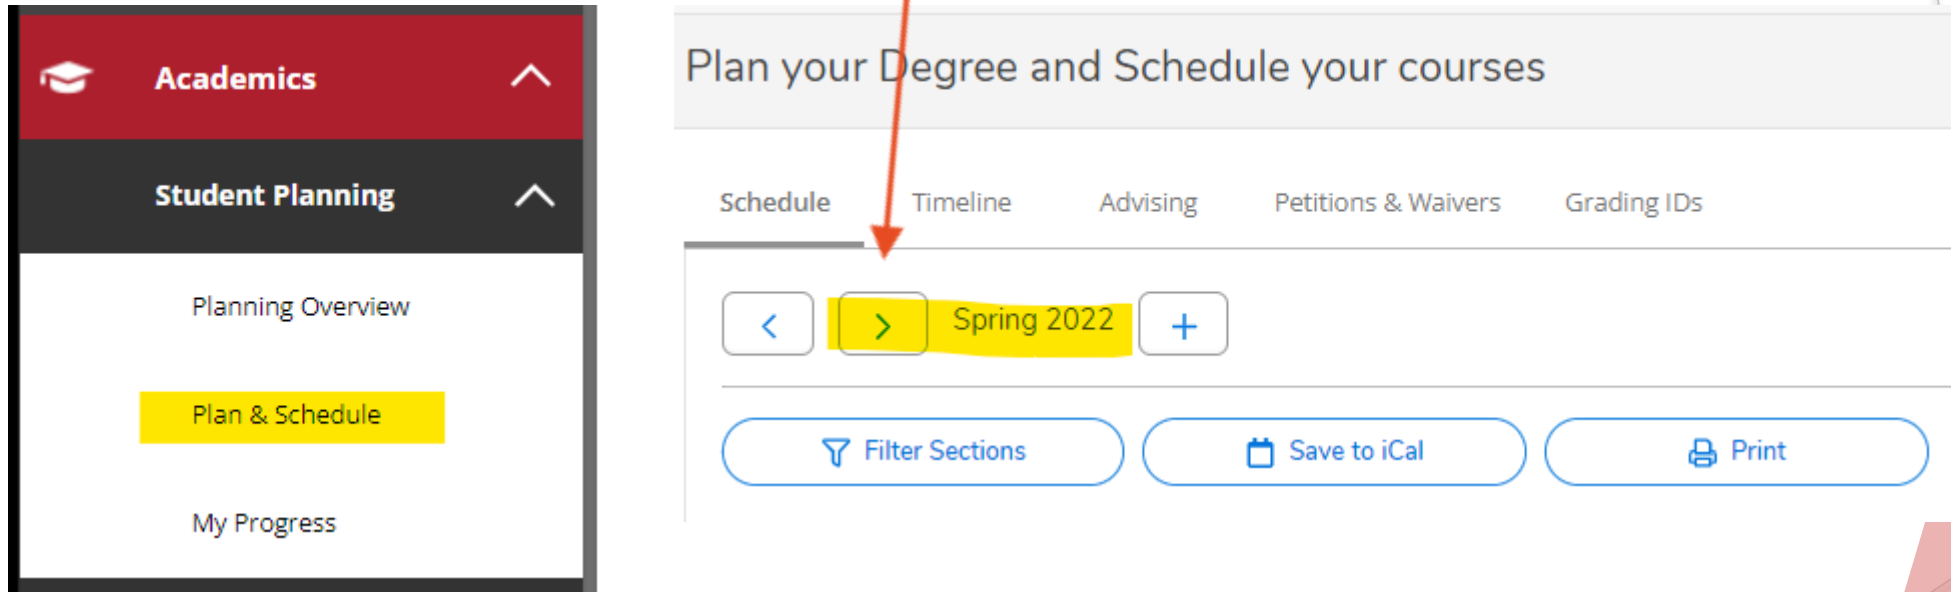 Academics
Student Planning
Planning Overview
Plan & Schedule
My Progress
Plan your Degree and Schedule your courses
Schedule Timeline Advising Petitions & Waivers Grading IDs
Spring 2022
Filter Sections Save to iCal Print